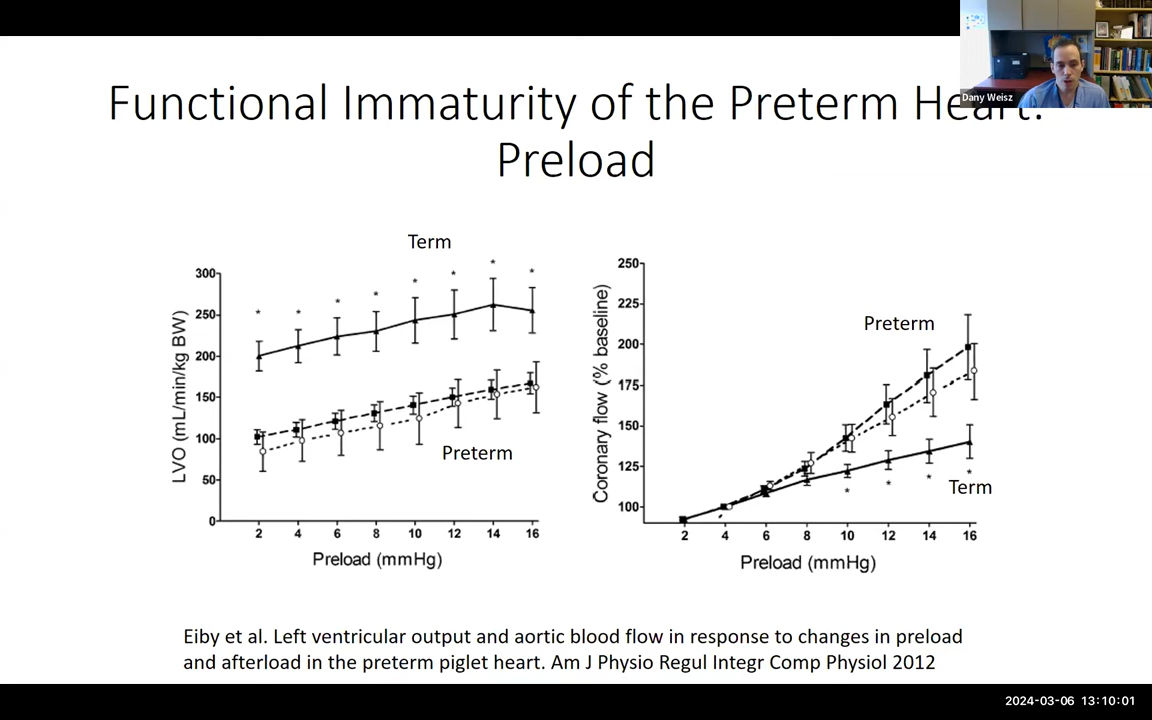 Dany Weisz
Functional Immaturity of the Preterm Heart:
Preload
Term
300
250
200
150
100
50
0
LVO (mL/min/kg BW)
* * * * * * * *
Preterm
2 4 6 8 10 12 14 16
Preload (mmHg)
250
225
200
175
150
125
100
Coronary flow (% baseline)
Preterm
Term
* * * *
2 4 6 8 10 12 14 16
Preload (mmHg)
Eiby et al. Left ventricular output and aortic blood flow in response to changes in preload
and afterload in the preterm piglet heart. Am J Physio Regul Integr Comp Physiol 2012
2024-03-06 13:10:01